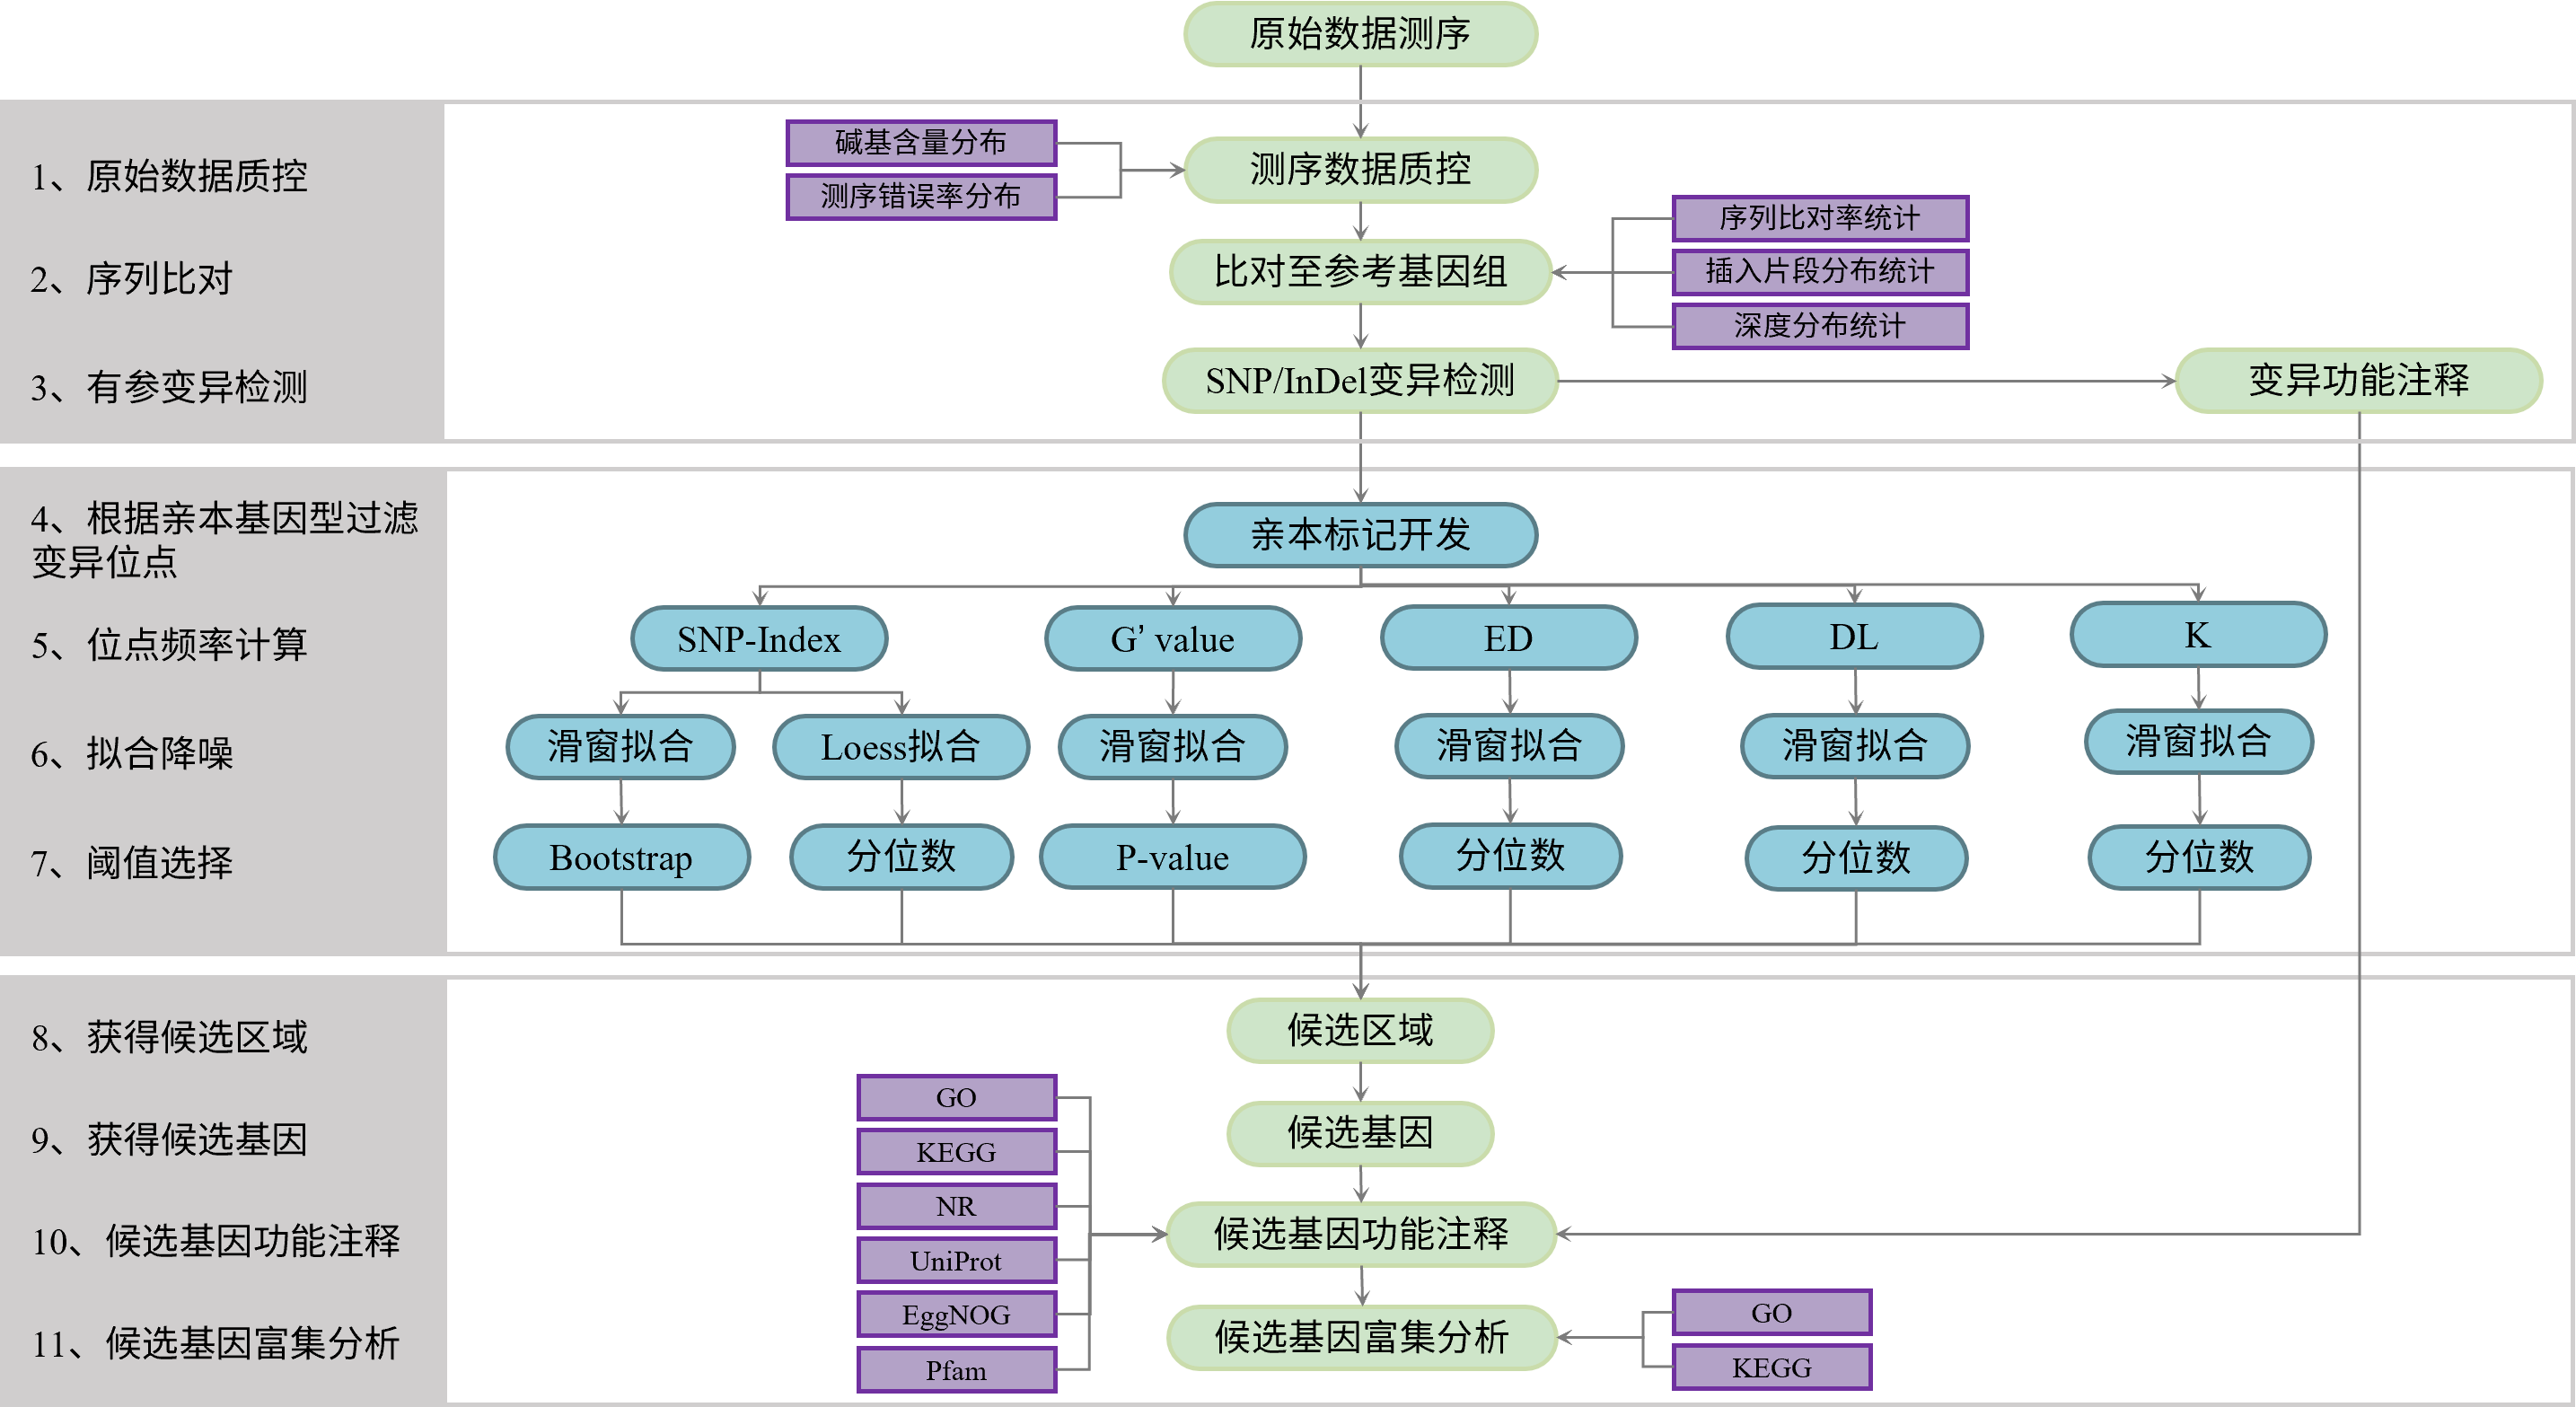 原始数据测序
1、原始数据质控
碱基含量分布
测序错误率分布
测序数据质控
2、序列比对
比对至参考基因组
序列比对率统计
插入片段分布统计
深度分布统计
3、有参变异检测
SNP/InDel变异检测
变异功能注释
4、根据亲本基因型过滤
变异位点
亲本标记开发
5、位点频率计算
SNP-Index
G’ value
ED
DL
K
6、拟合降噪
滑窗拟合
Loess拟合
滑窗拟合
滑窗拟合
滑窗拟合
滑窗拟合
7、阈值选择
Bootstrap
分位数
P-value
分位数
分位数
分位数
8、获得候选区域
候选区域
9、获得候选基因
候选基因
10、候选基因功能注释
GO
KEGG
NR
UniProt
EggNOG
Pfam
候选基因功能注释
11、候选基因富集分析
候选基因富集分析
GO
KEGG